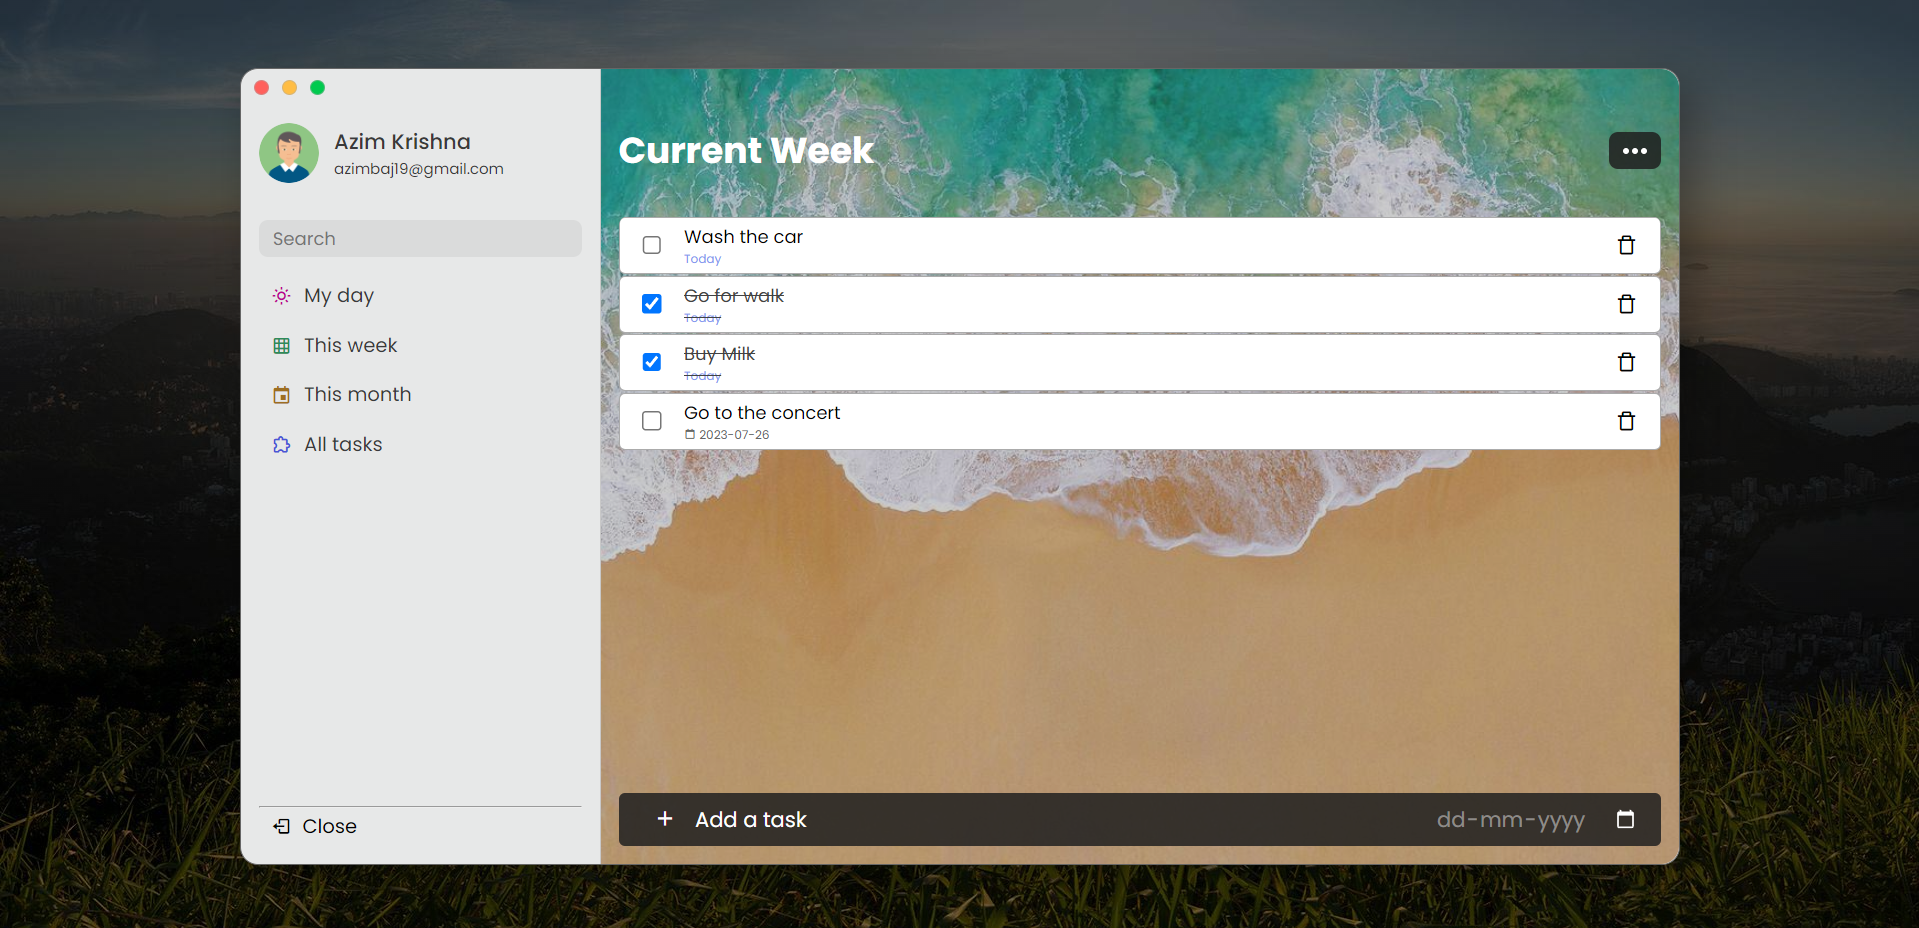 Azim Krishna
azimbaj19@gmail.com
Search
My day
This week
This month
All tasks
Close
Current Week
Wash the car
Today
Go for walk
Today
Buy Milk
Today
Go to the concert
2023-07-26
Add a task
dd-mm-yyyy